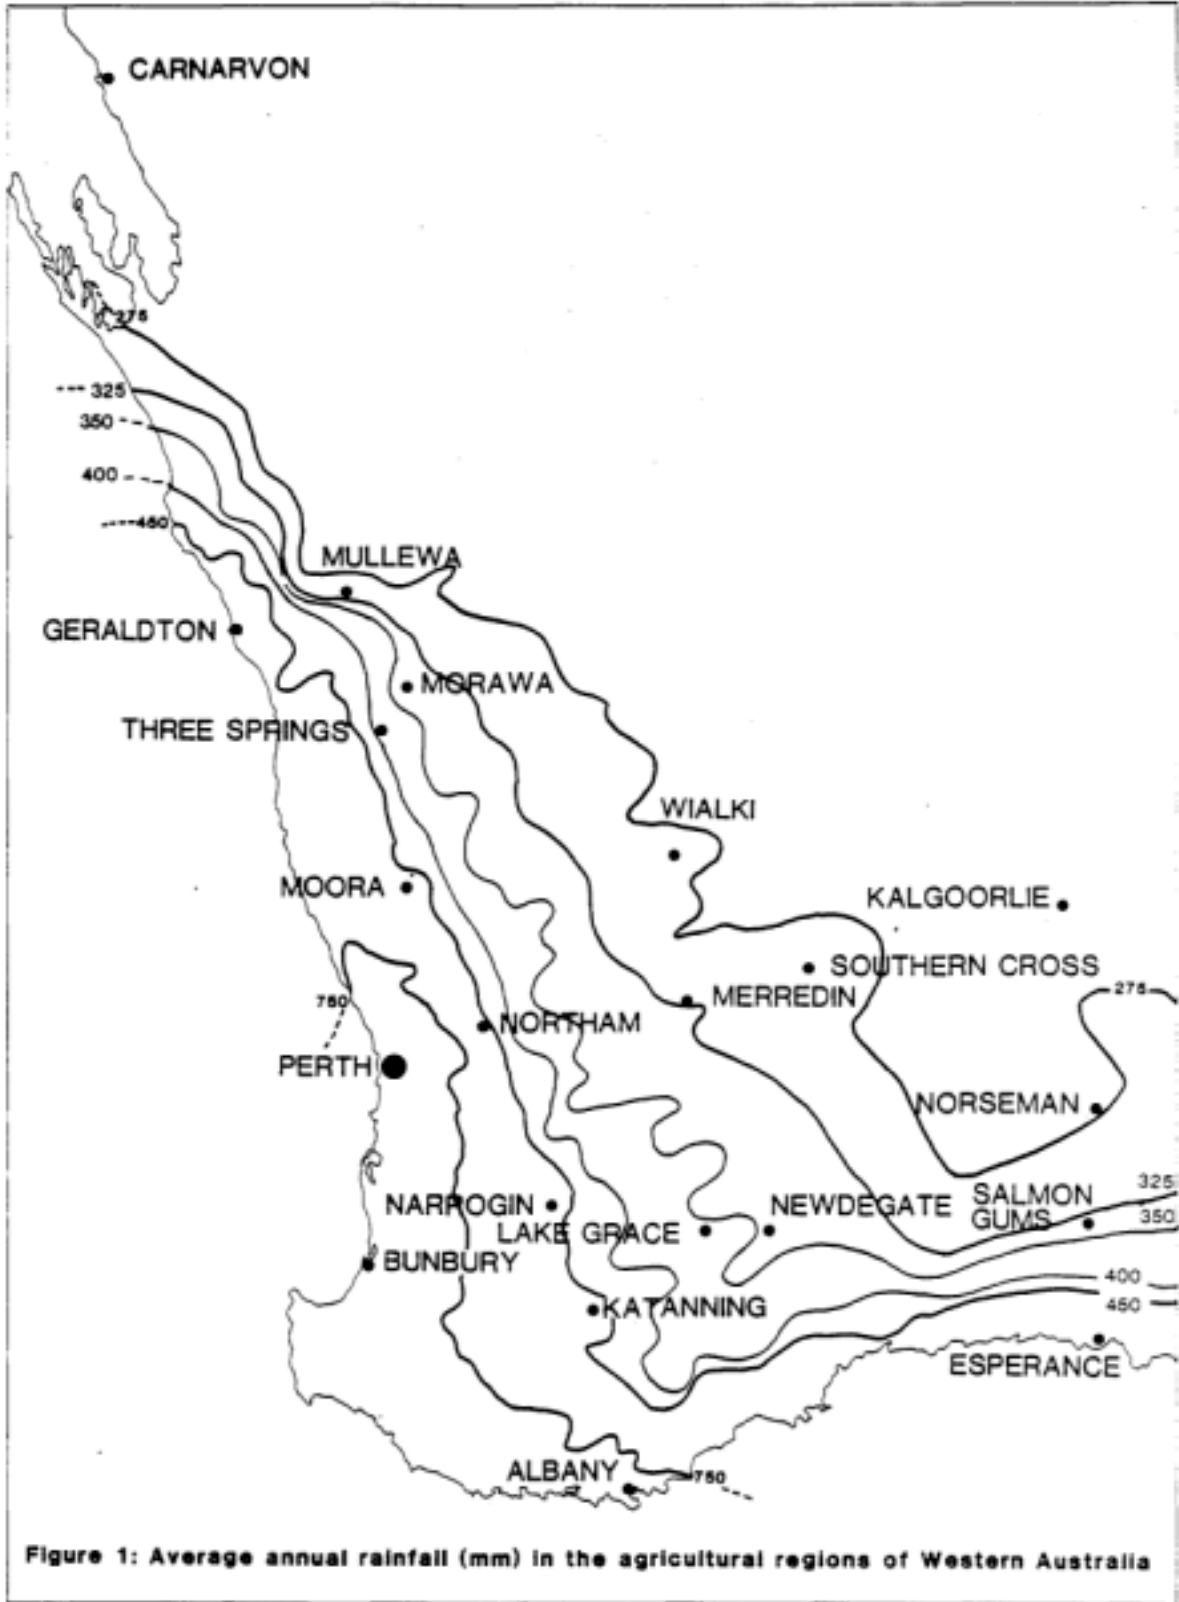 CARNARVON
275
325
350
400
450
MULLEWA
GERALDTON
MORAWA
THREE SPRINGS
WIALKI
MOORA
KALGOORLIE
SOUTHERN CROSS
275
750
MERREDIN
NORTHAM
PERTH
NORSEMAN
325
NARROGIN
NEWDEGATE
SALMON
GUMS
350
LAKE GRACE
BUNBURY
400
450
KATANNING
ESPERANCE
ALBANY
750
Figure 1: Average annual rainfall (mm) in the agricultural regions of Western Australia